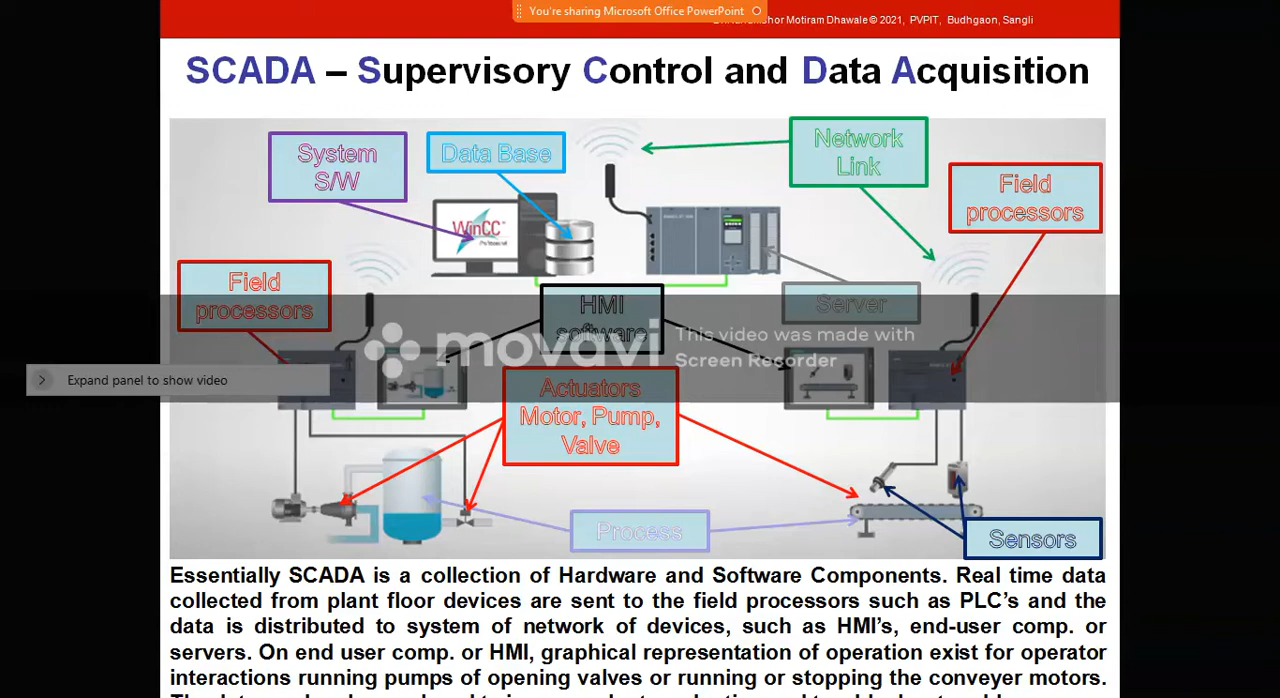 You're sharing Microsoft Office PowerPoint
Motiram Dhawale © 2021, PVPIT, Budhgaon, Sangli
SCADA – Supervisory Control and Data Acquisition
System
S/W
Data Base
Network
Link
Field
processors
WinCC
Professional
Field
processors
HMI
software
Server
movavi
This video was made with
Screen Recorder
Expand panel to show video
Actuators
Motor, Pump,
Valve
Process
Sensors
Essentially SCADA is a collection of Hardware and Software Components. Real time data
collected from plant floor devices are sent to the field processors such as PLC's and the
data is distributed to system of network of devices, such as HMI's, end-user comp. or
servers. On end user comp. or HMI, graphical representation of operation exist for operator
interactions running pumps of opening valves or running or stopping the conveyer motors.